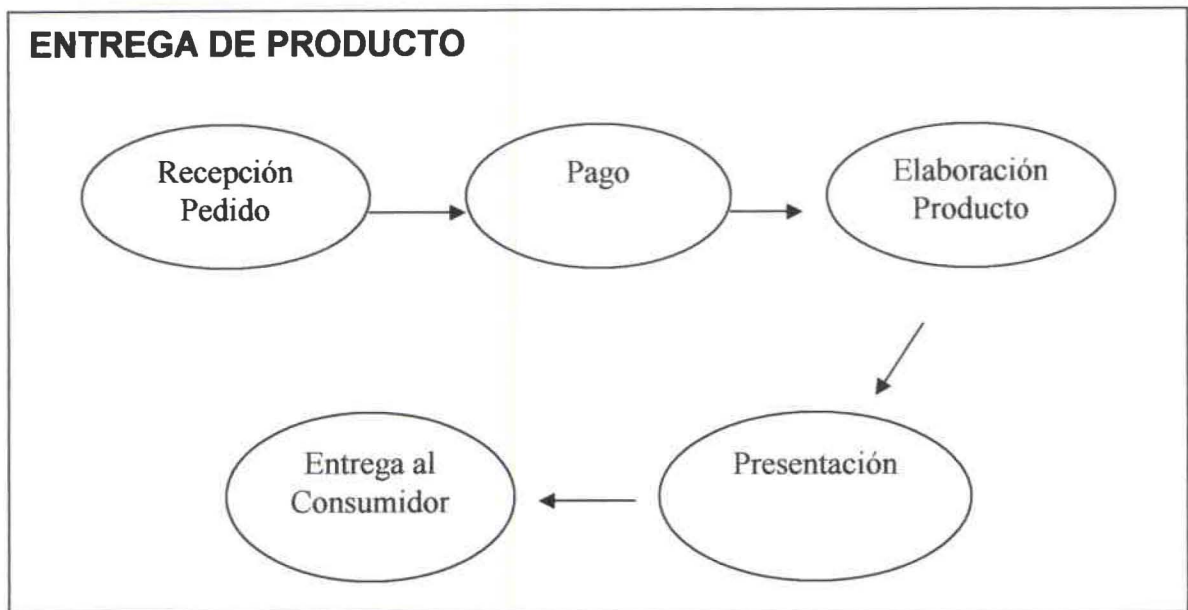 ENTREGA DE PRODUCTO
Recepción
Pedido
Pago
Elaboración
Producto
Presentación
Entrega al
Consumidor